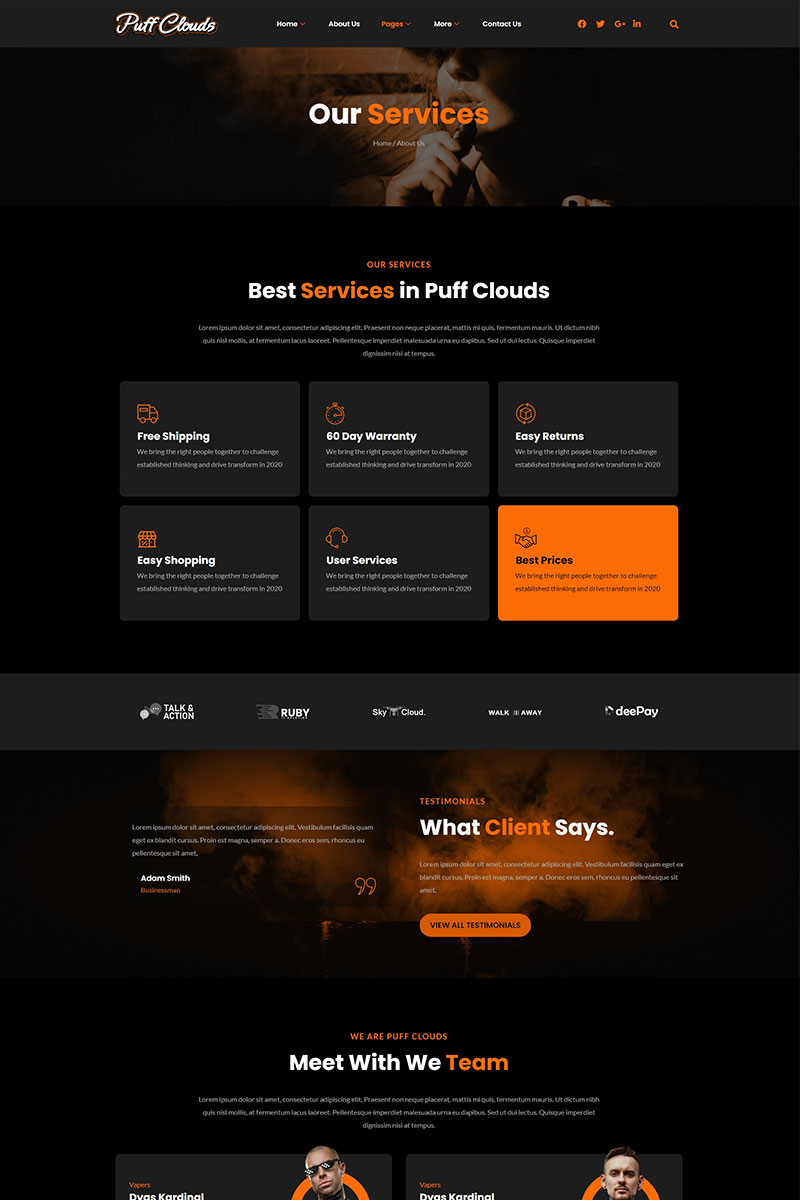 Puff Clouds
Home About Us Pages More Contact Us
Our Services
Home / About Us
OUR SERVICES
Best Services in Puff Clouds
Lorem ipsum dolor sit amet, consectetur adipiscing elit. Praesent non neque placerat, mattis mi quis, fermentum mauris. Ut dictum nibh
quis nisl mollis, at fermentum lacus laoreet. Pellentesque imperdiet malesuada urna eu dapibus. Sed ut dui lectus. Quisque imperdiet
dignissim nisi at tempus.
Free Shipping
We bring the right people together to challenge
established thinking and drive transform in 2020
60 Day Warranty
We bring the right people together to challenge
established thinking and drive transform in 2020
Easy Returns
We bring the right people together to challenge
established thinking and drive transform in 2020
Easy Shopping
We bring the right people together to challenge
established thinking and drive transform in 2020
User Services
We bring the right people together to challenge
established thinking and drive transform in 2020
Best Prices
We bring the right people together to challenge
established thinking and drive transform in 2020
TALK &
ACTION
RUBY
Sky Cloud.
WALK AWAY
deePay
Lorem ipsum dolor sit amet, consectetur adipiscing elit. Vestibulum facilisis quam
eget ex blandit cursus. Proin est magna, semper a. Donec eros sem, rhoncus eu
pellentesque sit amet,
Adam Smith
Businessman
TESTIMONIALS
What Client Says.
Lorem ipsum dolor sit amet, consectetur adipiscing elit. Vestibulum facilisis quam eget ex
blandit cursus. Proin est magna, semper a. Donec eros sem, rhoncus eu pellentesque sit
amet,
VIEW ALL TESTIMONIALS
WE ARE PUFF CLOUDS
Meet With We Team
Lorem ipsum dolor sit amet, consectetur adipiscing elit. Praesent non neque placerat, mattis mi quis, fermentum mauris. Ut dictum nibh
quis nisl mollis, at fermentum lacus laoreet. Pellentesque imperdiet malesuada urna eu dapibus. Sed ut dui lectus. Quisque imperdiet
dignissim nisi at tempus.
Vapers
Dyas Kardinal
Vapers
Dyas Kardinal